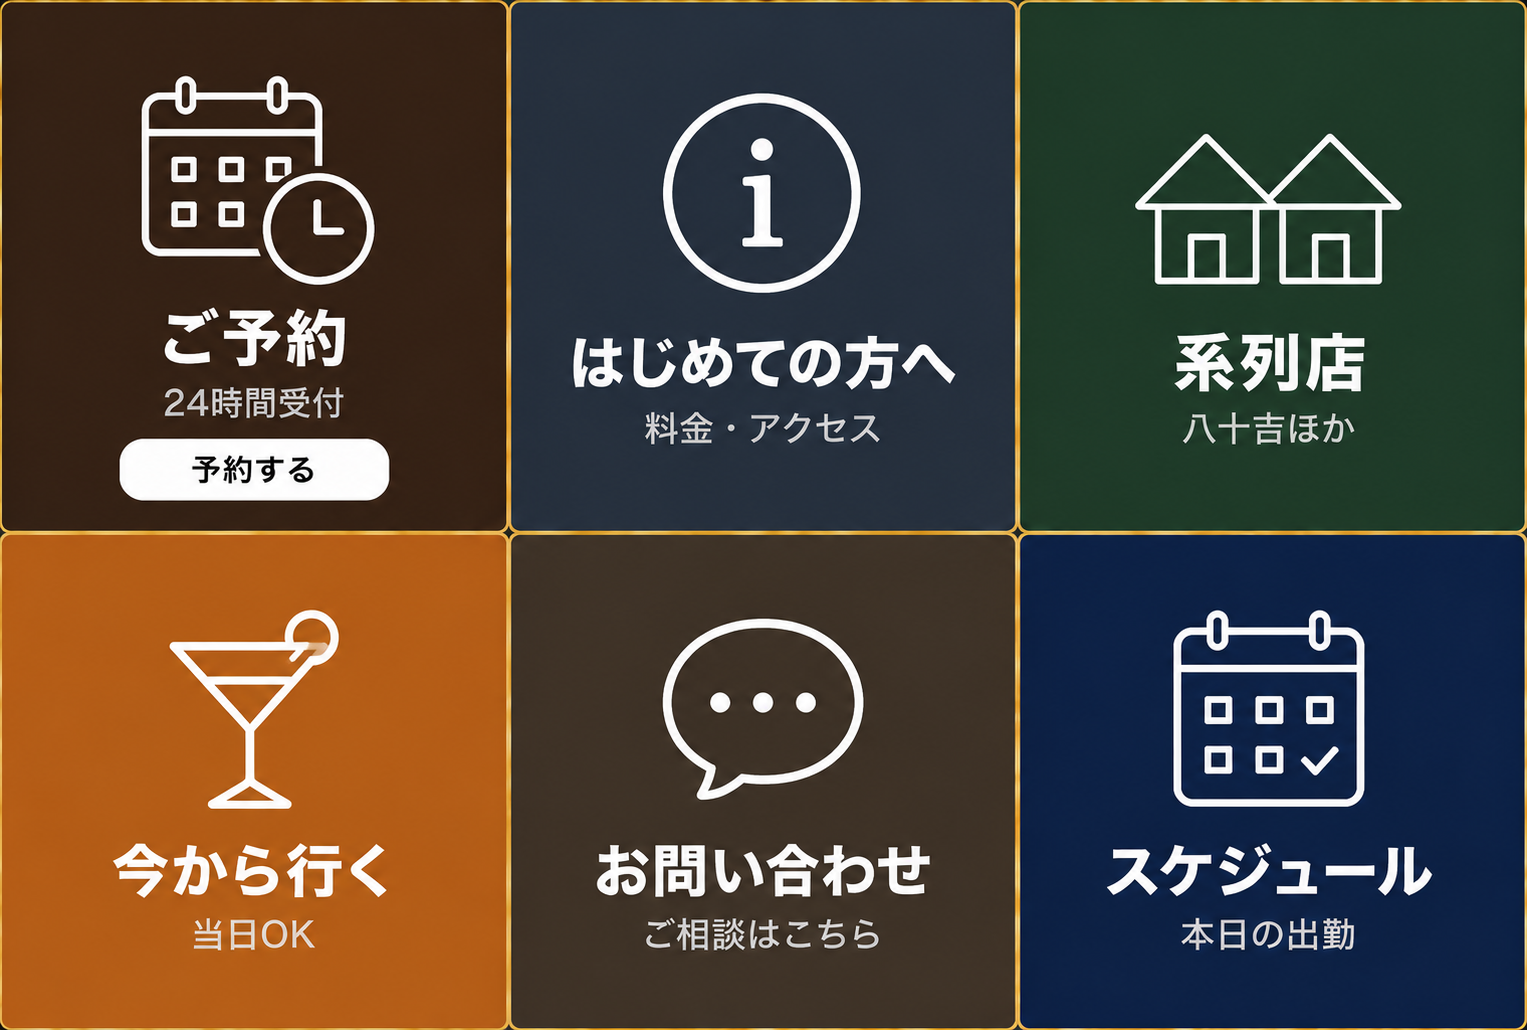 ご予約
24時間受付
予約する
はじめての方へ
料金・アクセス
系列店
八十吉ほか
今から行く
当日OK
お問い合わせ
ご相談はこちら
スケジュール
本日の出勤